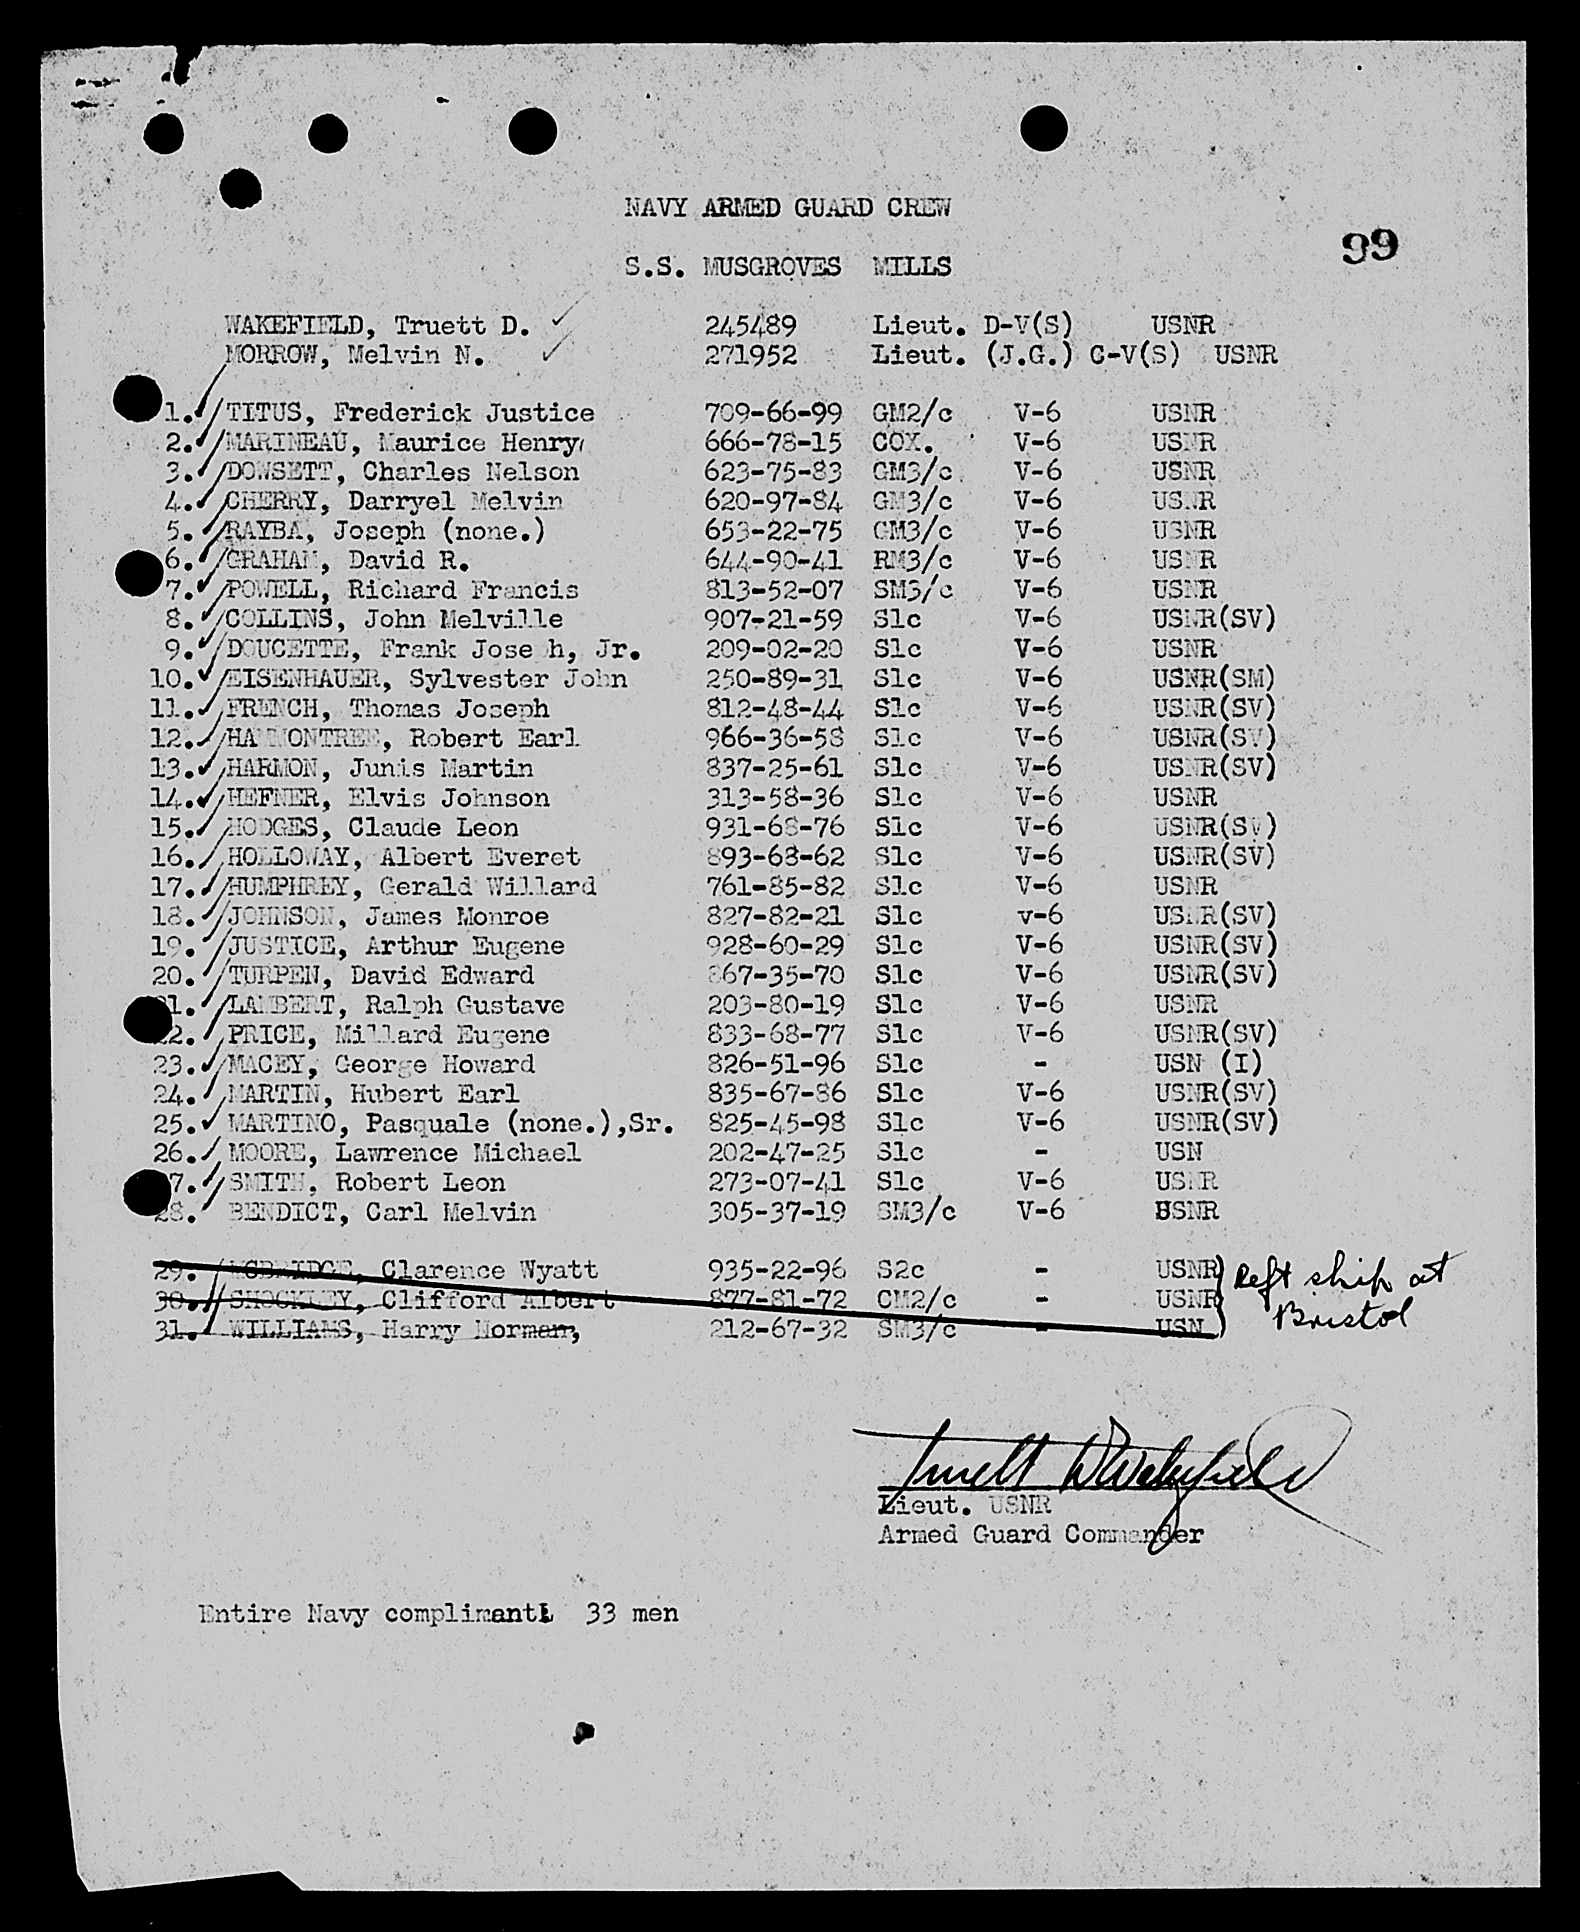 NAVY ARMED GUARD CREW
99
S.S. MUSGROVES MILLS
WAKEFIELD, Truett D. ✓ 245489 Lieut. D-V(S) USNR
MORROW, Melvin N. ✓ 271952 Lieut. (J.G.) C-V(S) USNR
1. TITUS, Frederick Justice 709-66-99 GM2/c V-6 USNR
2. MARINEAU, Maurice Henry 666-78-15 COX. V-6 USNR
3. DOWSETT, Charles Nelson 623-75-83 GM3/c V-6 USNR
4. CHERRY, Darryel Melvin 620-97-84 GM3/c V-6 USNR
5. RAYBA, Joseph (none.) 653-22-75 GM3/c V-6 USNR
6. GRAHAM, David R. 644-90-41 RM3/c V-6 USNR
7. POWELL, Richard Francis 813-52-07 SM3/c V-6 USNR
8. COLLINS, John Melville 907-21-59 S1c V-6 USNR(SV)
9. DOUCETTE, Frank Jose h, Jr. 209-02-20 S1c V-6 USNR
10. EISENHAUER, Sylvester John 250-89-31 S1c V-6 USNR(SM)
11. FRENCH, Thomas Joseph 812-48-44 S1c V-6 USNR(SV)
12. HAMMONTREE, Robert Earl 966-36-58 S1c V-6 USNR(SV)
13. HARMON, Junis Martin 837-25-61 S1c V-6 USNR(SV)
14. HEFNER, Elvis Johnson 313-58-36 S1c V-6 USNR
15. HODGES, Claude Leon 931-68-76 S1c V-6 USNR(SV)
16. HOLLOWAY, Albert Everet 893-68-62 S1c V-6 USNR(SV)
17. HUMPHREY, Gerald Willard 761-85-82 S1c V-6 USNR
18. JOHNSON, James Monroe 827-82-21 S1c v-6 USNR(SV)
19. JUSTICE, Arthur Eugene 928-60-29 S1c V-6 USNR(SV)
20. TURPEN, David Edward 867-35-70 S1c V-6 USNR(SV)
21. LAMBERT, Ralph Gustave 203-80-19 S1c V-6 USNR
22. PRICE, Millard Eugene 833-68-77 S1c V-6 USNR(SV)
23. MACEY, George Howard 826-51-96 S1c - USN (I)
24. MARTIN, Hubert Earl 835-67-86 S1c V-6 USNR(SV)
25. MARTINO, Pasquale (none.),Sr. 825-45-98 S1c V-6 USNR(SV)
26. MOORE, Lawrence Michael 202-47-25 S1c - USN
27. SMITH, Robert Leon 273-07-41 S1c V-6 USNR
28. BENDICT, Carl Melvin 305-37-19 SM3/c V-6 USNR
29. MCBRIDGE, Clarence Wyatt 935-22-96 S2c - USNR
30. SHOCKLEY, Clifford Albert 877-81-72 GM2/c - USNR
31. WILLIAMS, Harry Norman, 212-67-32 SM3/c - USN
Left ship at
Bristol
Truett D Wakefield
Lieut. USNR
Armed Guard Commander
Entire Navy complimant 33 men